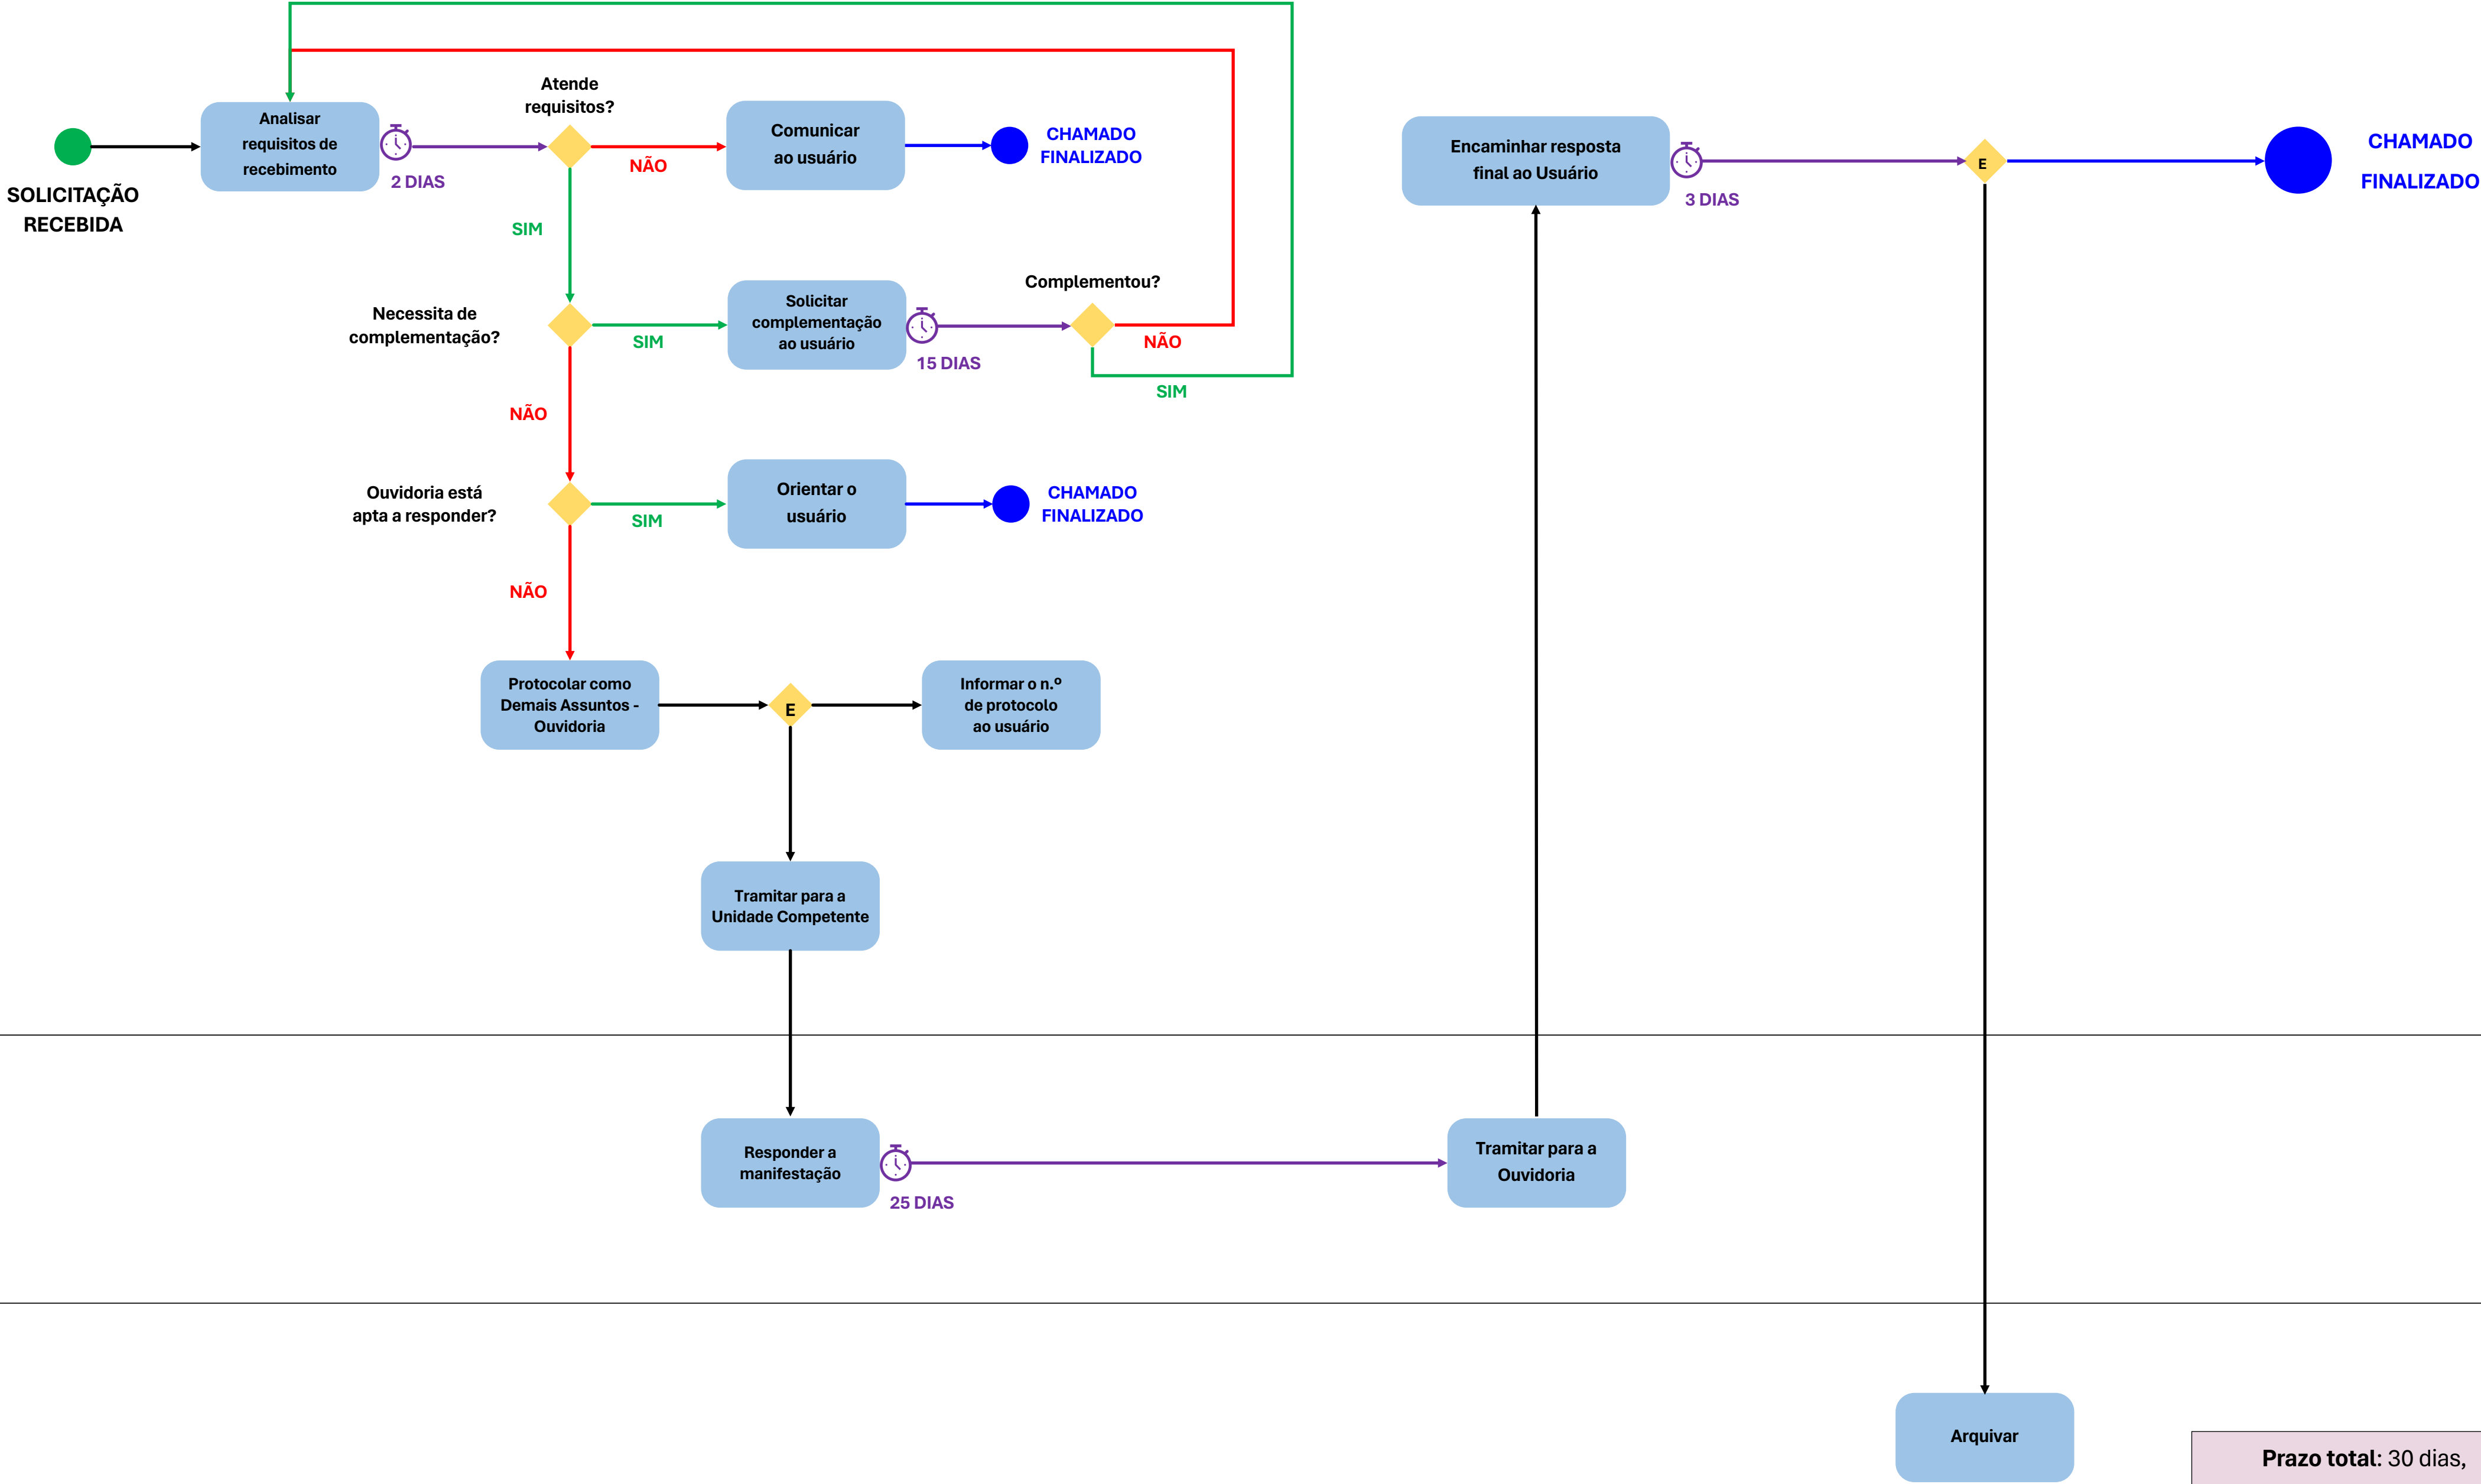 SOLICITAÇÃO
RECEBIDA
Analisar
requisitos de
recebimento
2 DIAS
Atende
requisitos?
NÃO
Comunicar
ao usuário
CHAMADO
FINALIZADO
SIM
Necessita de
complementação?
SIM
Solicitar
complementação
ao usuário
15 DIAS
Complementou?
NÃO
SIM
NÃO
Ouvidoria está
apta a responder?
SIM
Orientar o
usuário
CHAMADO
FINALIZADO
NÃO
Protocolar como
Demais Assuntos -
Ouvidoria
E
Informar o n.º
de protocolo
ao usuário
Tramitar para a
Unidade Competente
Responder a
manifestação
25 DIAS
Tramitar para a
Ouvidoria
Encaminhar resposta
final ao Usuário
3 DIAS
E
CHAMADO
FINALIZADO
Arquivar
Prazo total: 30 dias,